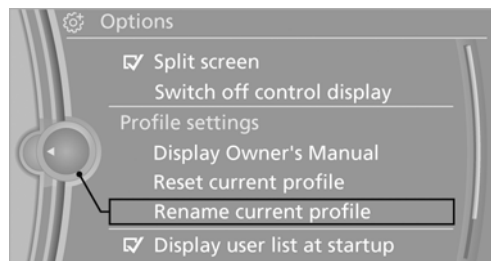 Options
Split screen
Switch off control display
Profile settings
Display Owner's Manual
Reset current profile
Rename current profile
Display user list at startup